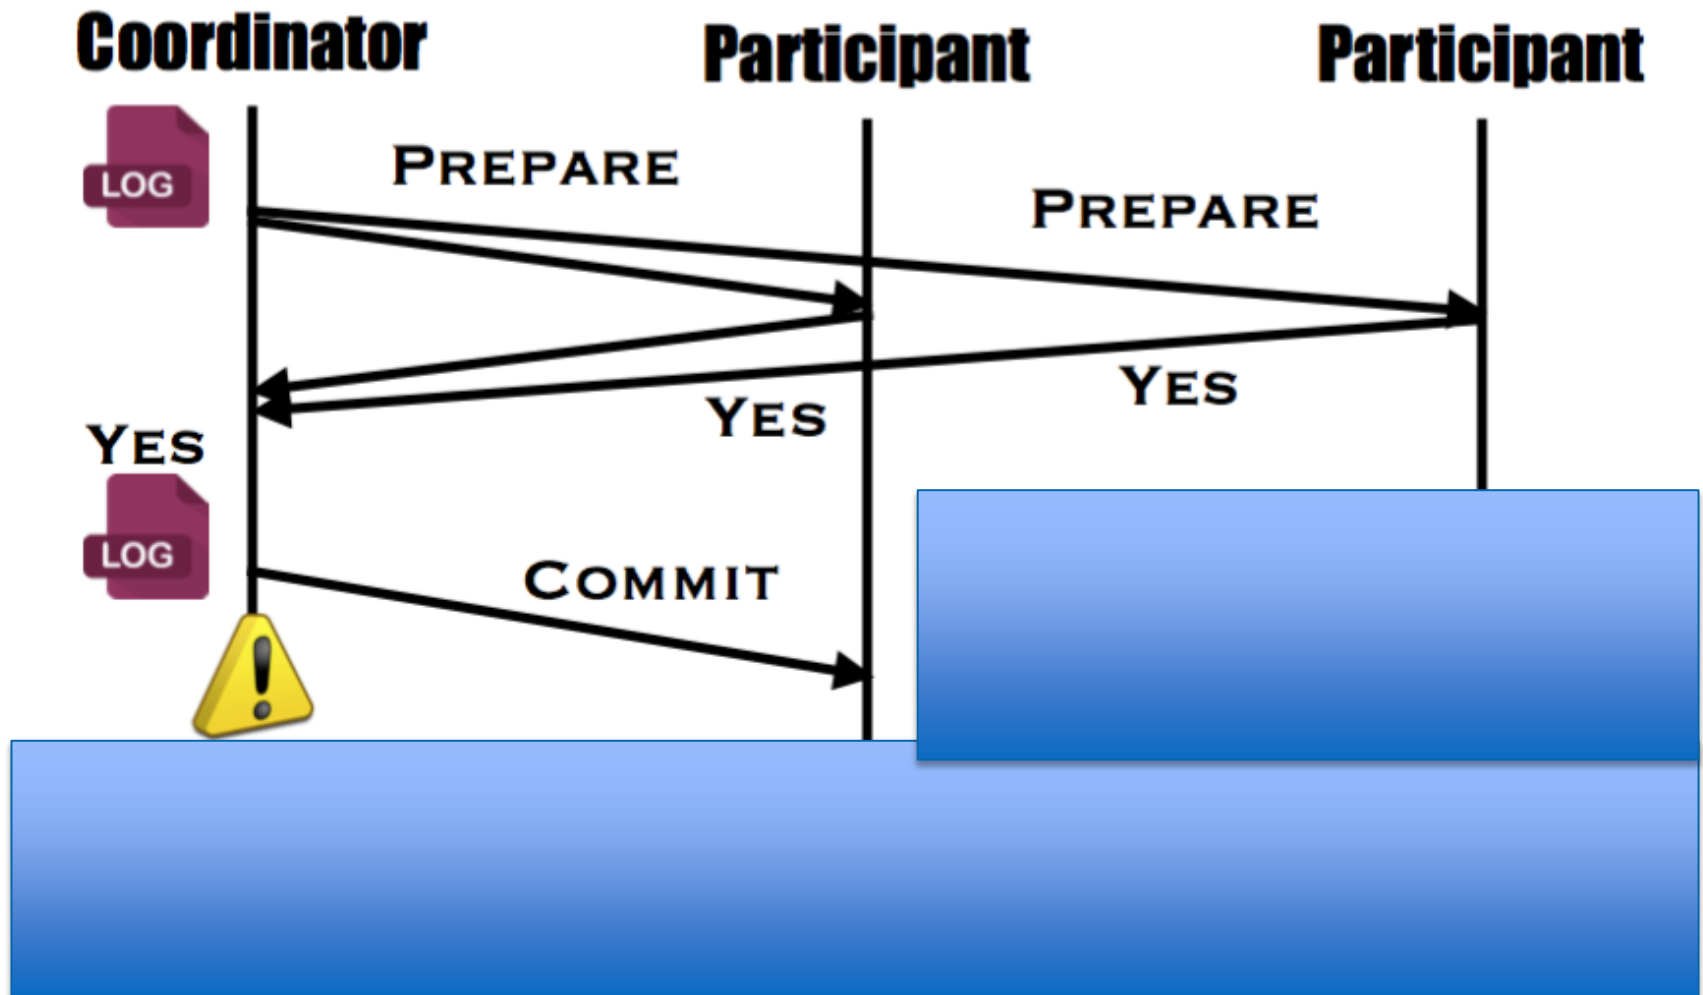 Coordinator
Participant
Participant
LOG
PREPARE
PREPARE
YES
YES
YES
LOG
COMMIT